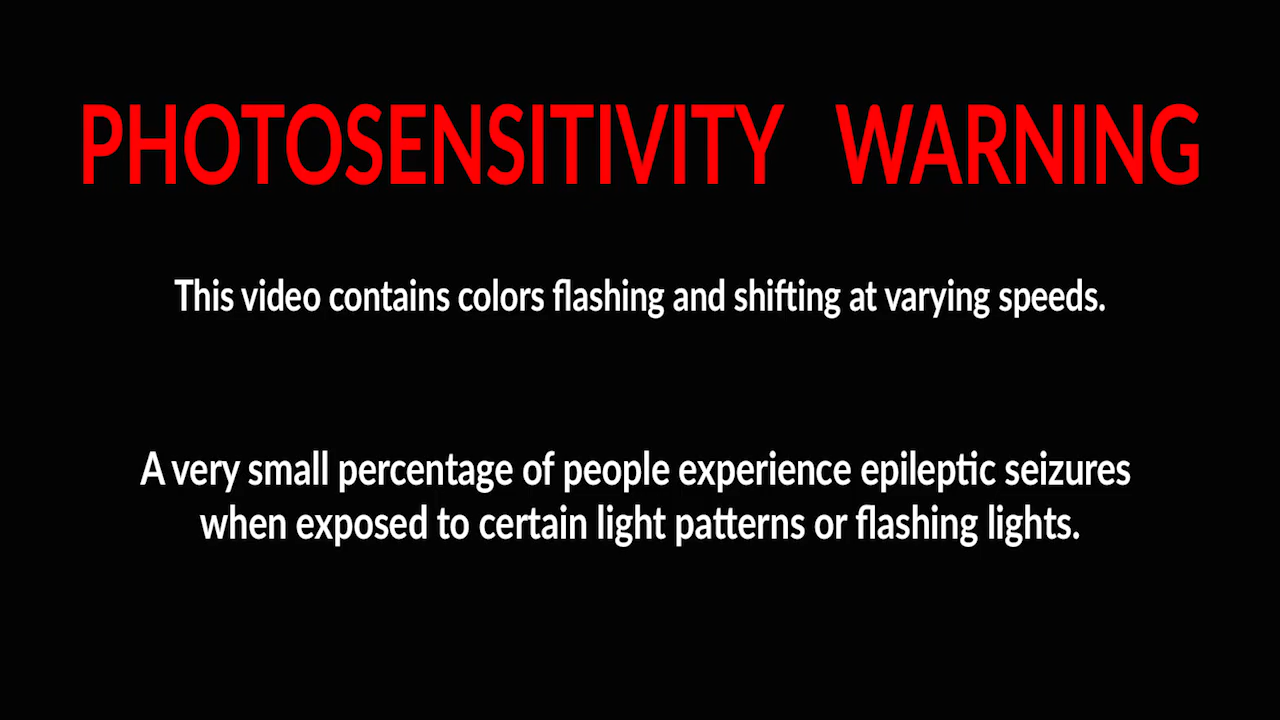 PHOTOSENSITIVITY WARNING
This video contains colors flashing and shifting at varying speeds.
A very small percentage of people experience epileptic seizures
when exposed to certain light patterns or flashing lights.